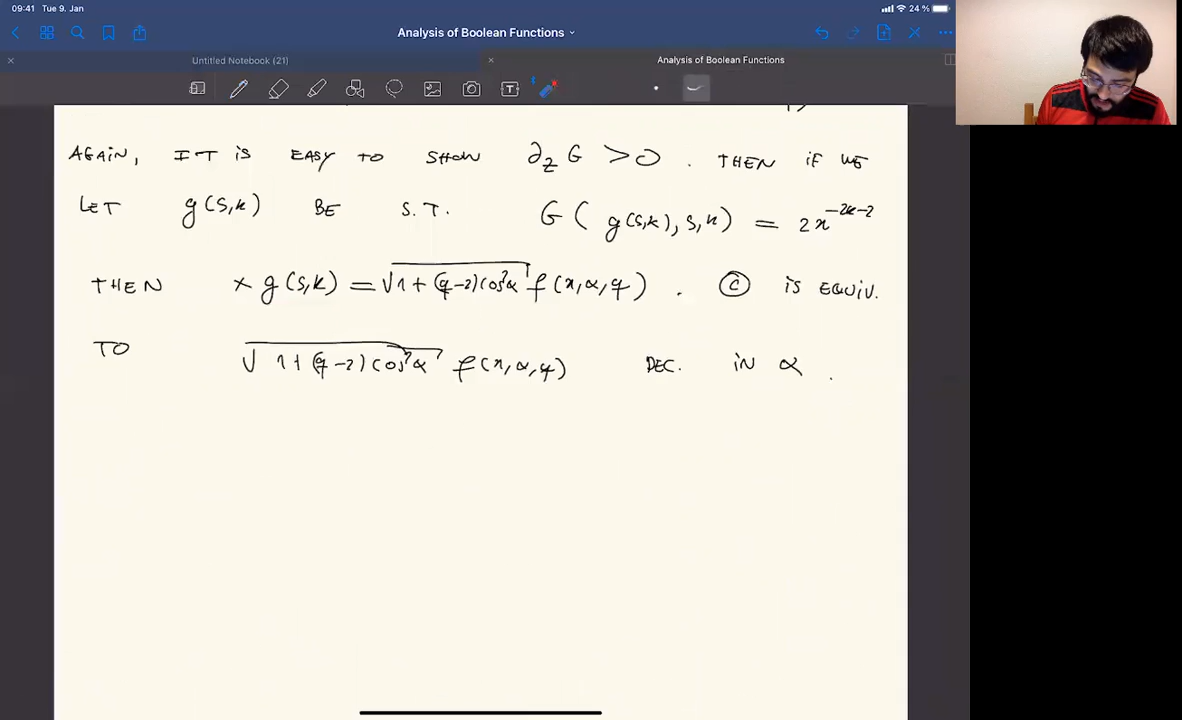 09:41 Tue 9. Jan
24 %
Analysis of Boolean Functions
Untitled Notebook (21)
Analysis of Boolean Functions
AGAIN, IT IS EASY TO SHOW ∂_z G > 0 . THEN IF WE
LET g(s,k) BE S.T. G( g(s,k), s, k) = 2x^{-2k-2}
THEN x g(s,k) = √1+(q-2)cos²α f(x,α,q) . Ⓒ IS EQUIV.
TO √1+(q-2)cos²α f(x,α,q) DEC. IN α .